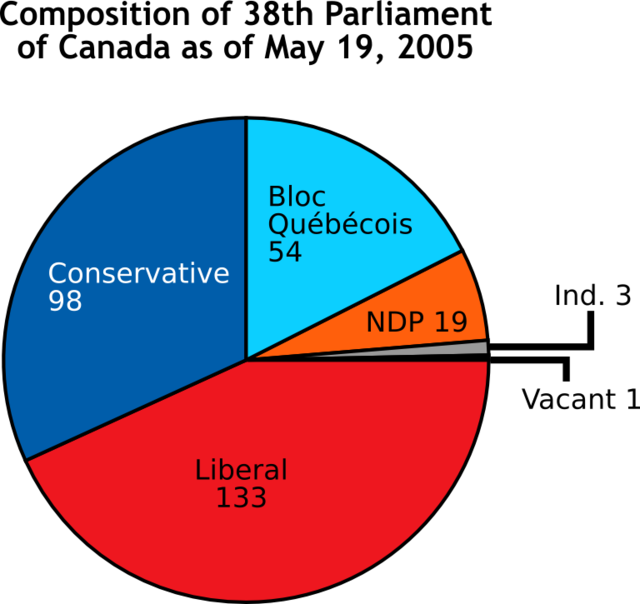 Composition of 38th Parliament
of Canada as of May 19, 2005
Bloc
Québécois
54
Conservative
98
Ind. 3
NDP 19
Vacant 1
Liberal
133